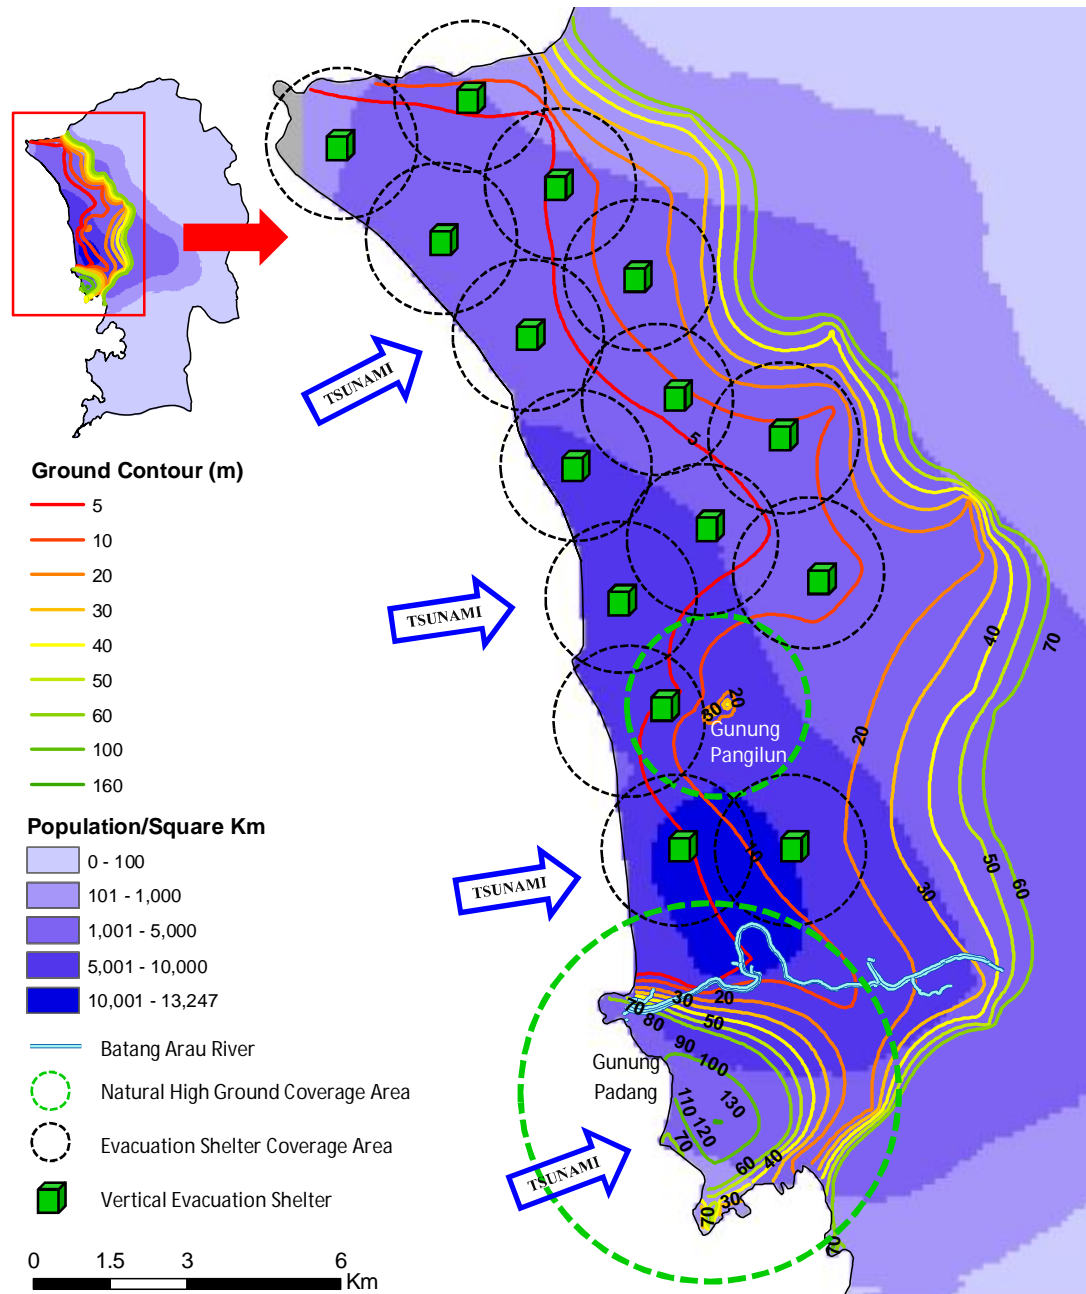 TSUNAMI
5
Ground Contour (m)
5
10
20
30
40
50
60
100
160
TSUNAMI
40
70
20
30
20
Gunung
Pangilun
Population/Square Km
0 - 100
101 - 1,000
1,001 - 5,000
5,001 - 10,000
10,001 - 13,247
TSUNAMI
10
30
50
60
Batang Arau River
Natural High Ground Coverage Area
Evacuation Shelter Coverage Area
Vertical Evacuation Shelter
70
30
20
80
50
90
100
Gunung
Padang
110
130
120
70
60
40
TSUNAMI
70
30
0 1.5 3 6
Km